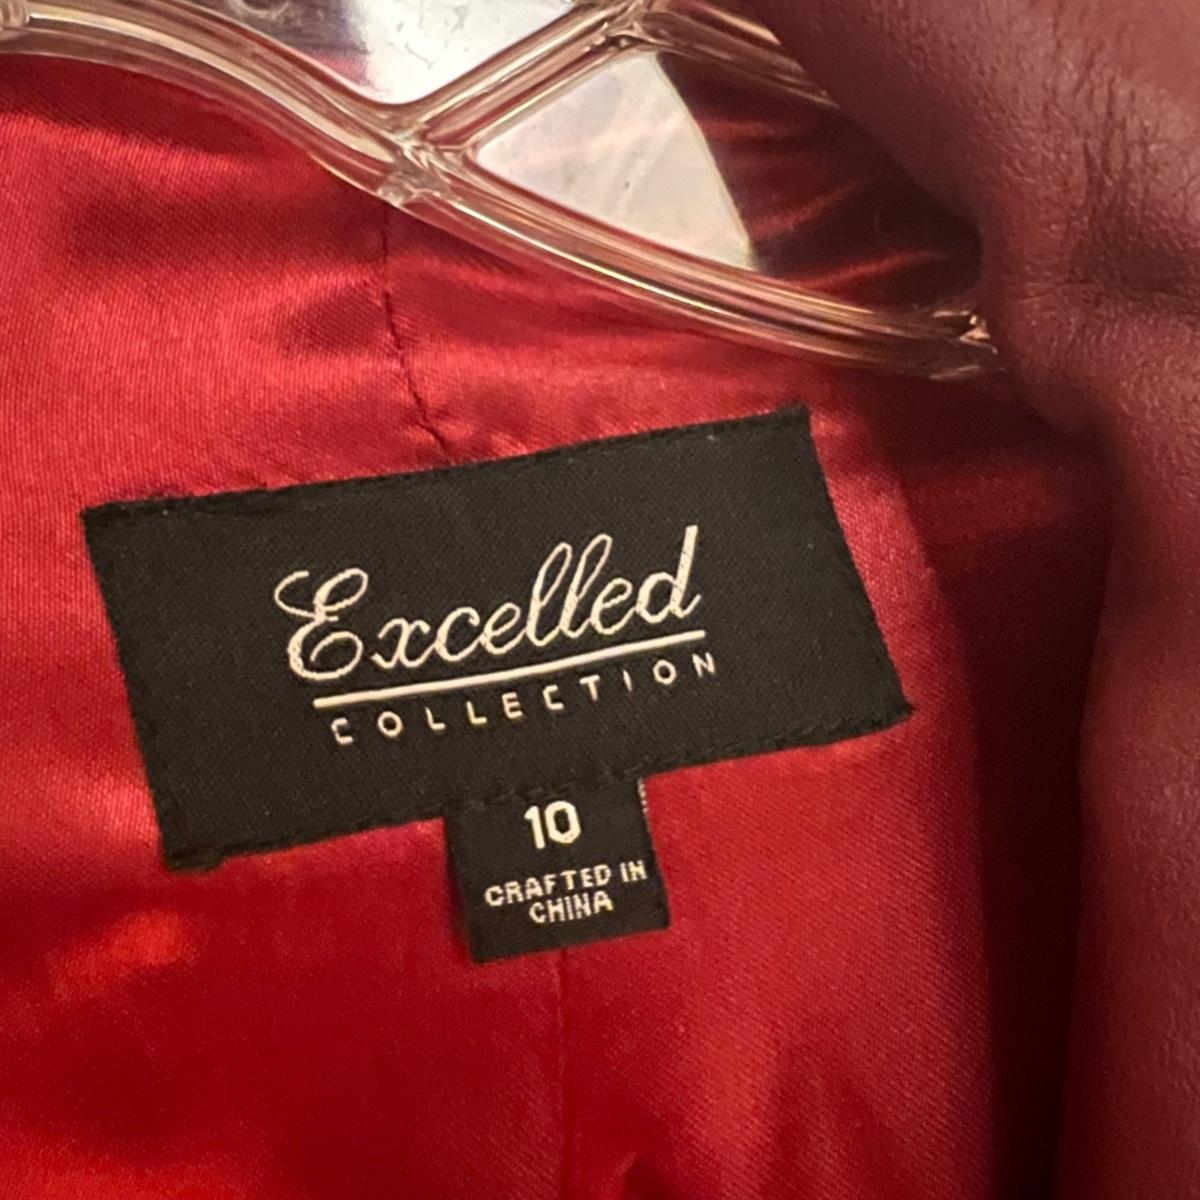 Excelled
COLLECTION
10
CRAFTED IN
CHINA